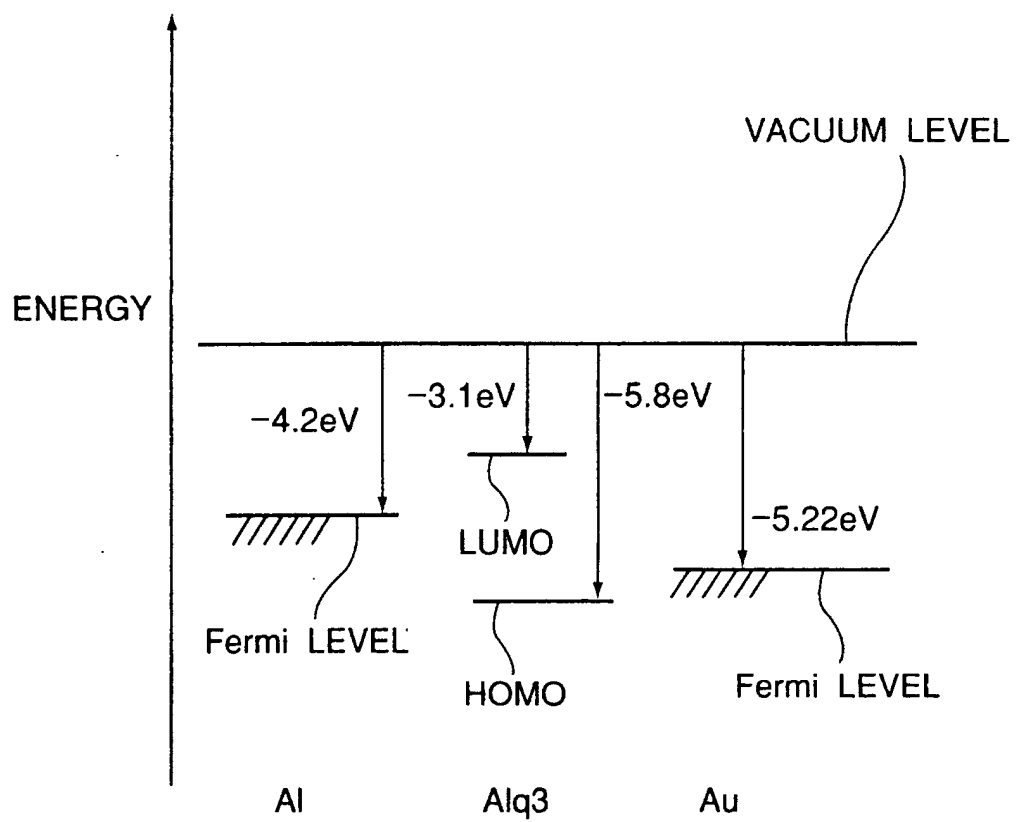 VACUUM LEVEL
ENERGY
−3.1eV
−5.8eV
−4.2eV
−5.22eV
LUMO
Fermi LEVEL
HOMO
Fermi LEVEL
Al
Alq3
Au